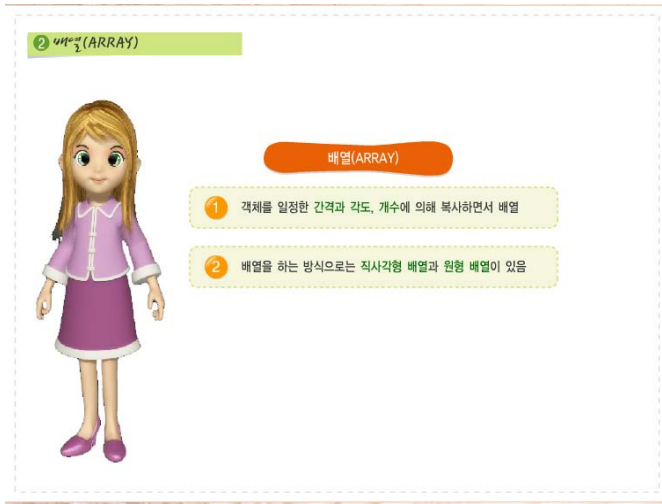 2 배열(ARRAY)
배열(ARRAY)
1 객체를 일정한 간격과 각도, 개수에 의해 복사하면서 배열
2 배열을 하는 방식으로는 직사각형 배열과 원형 배열이 있음